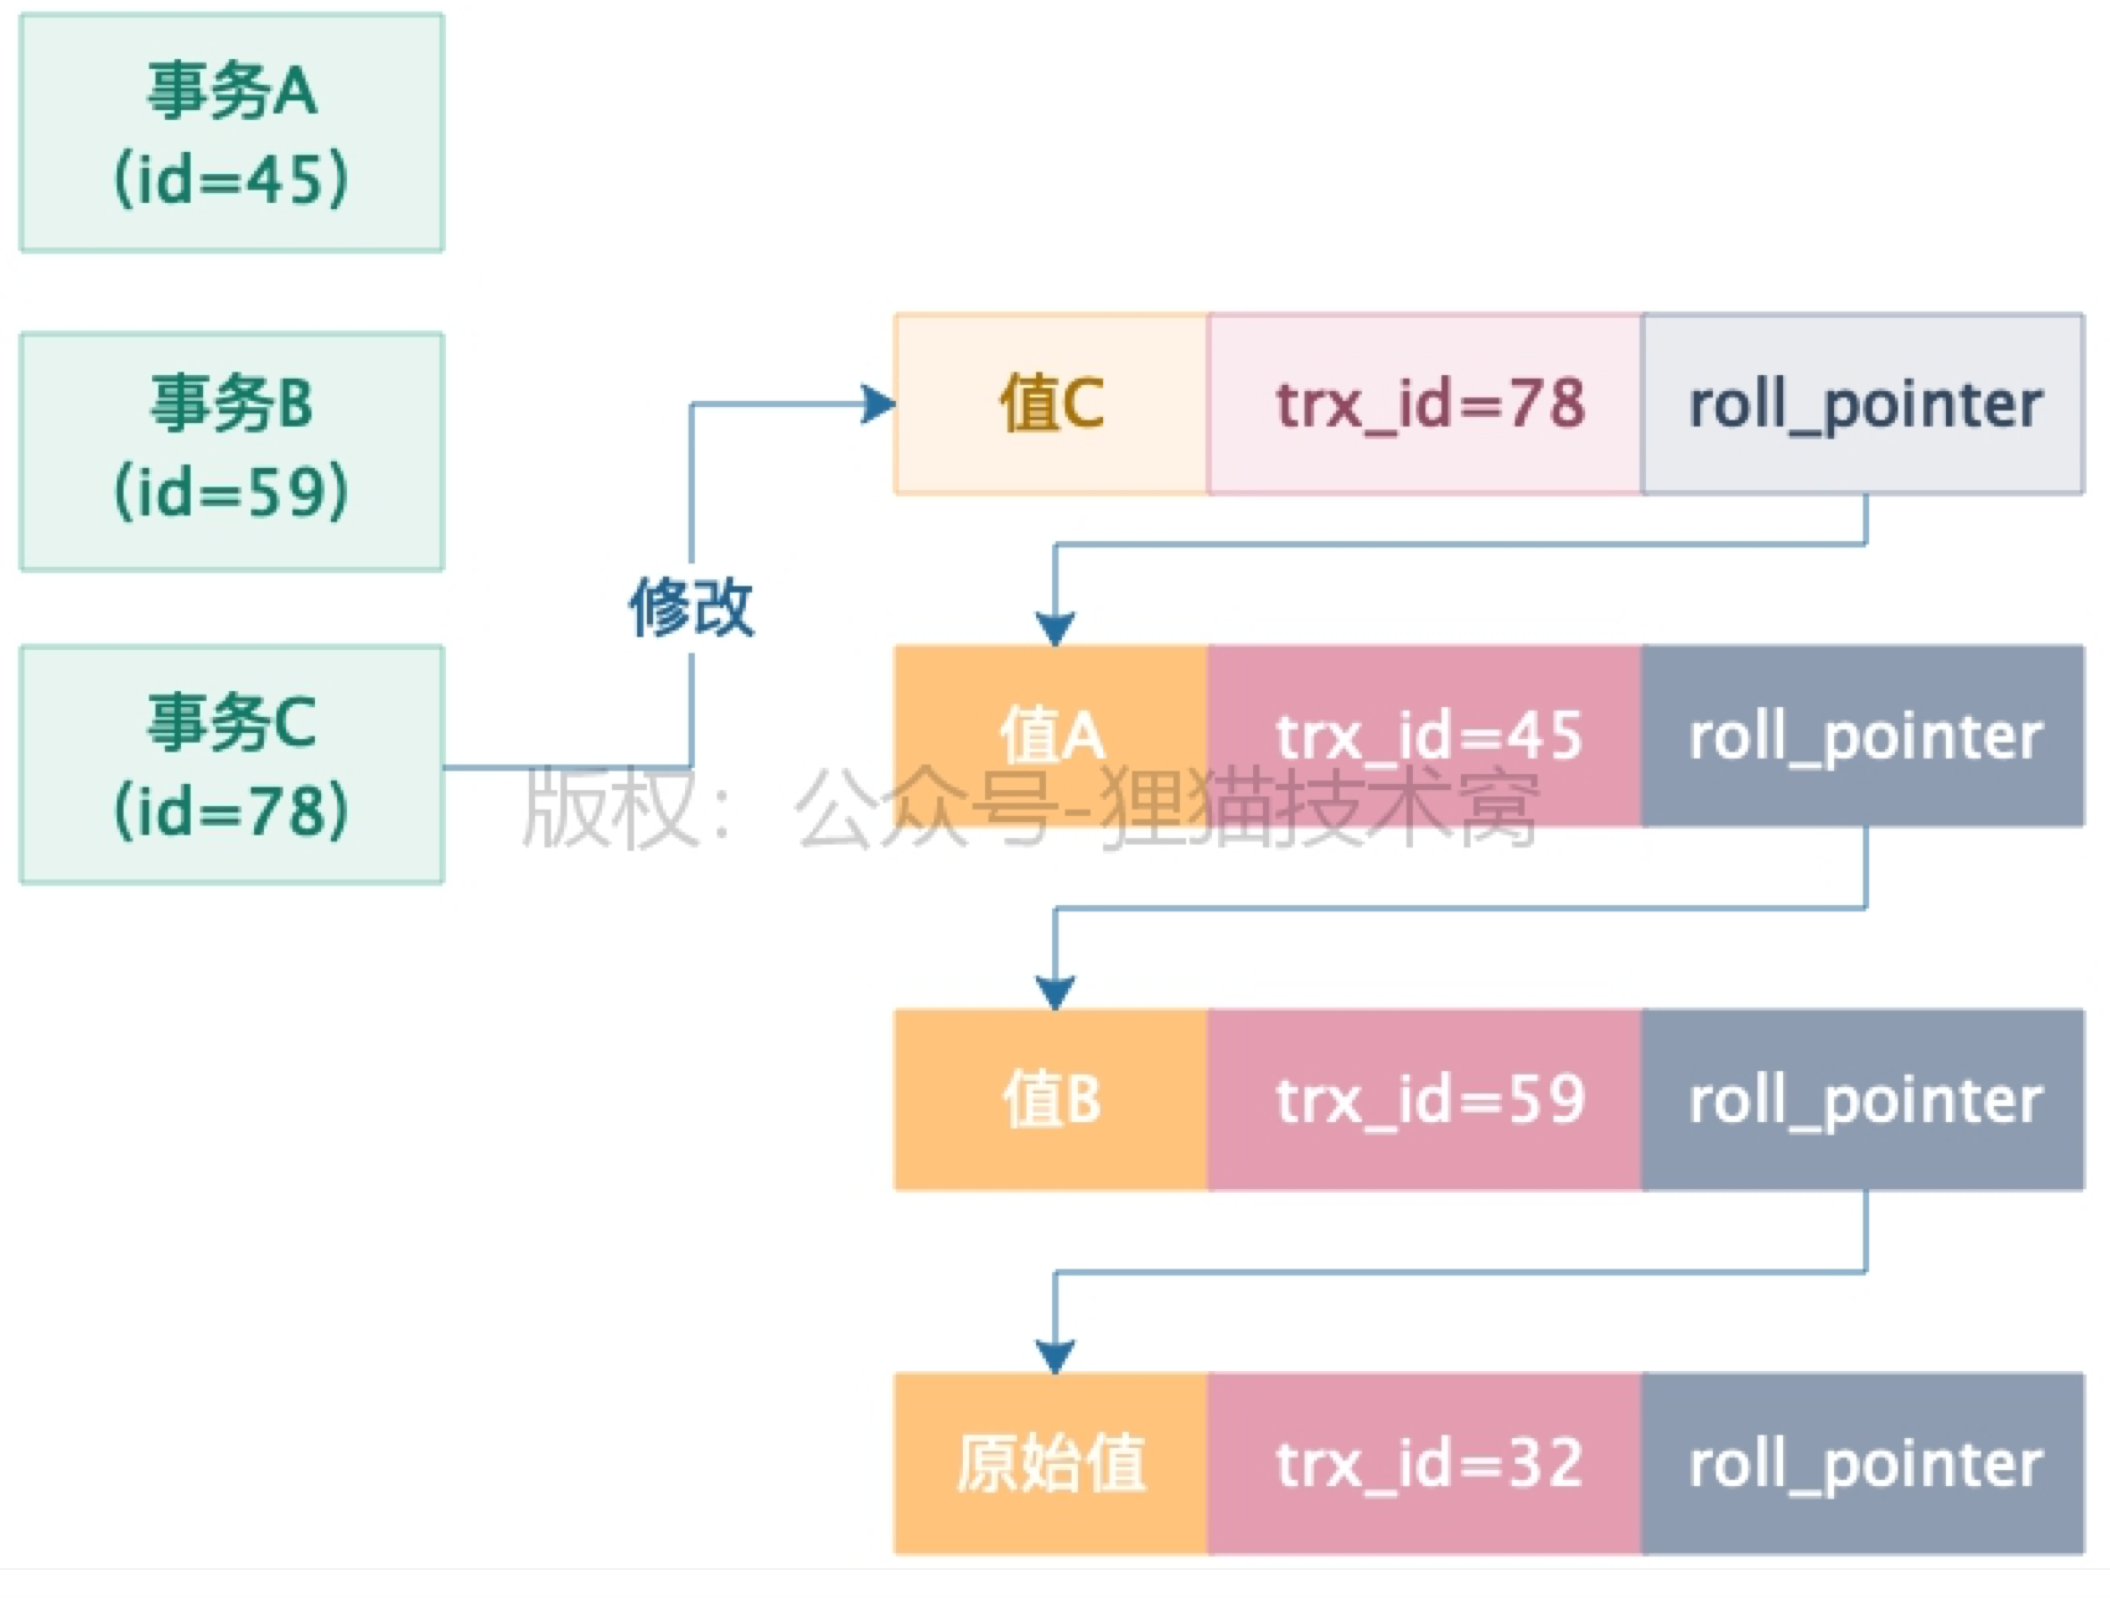 事务A
(id=45)
事务B
(id=59)
事务C
(id=78)
修改
值C trx_id=78 roll_pointer
值A trx_id=45 roll_pointer
版权：公众号-狸猫技术窝
值B trx_id=59 roll_pointer
原始值 trx_id=32 roll_pointer